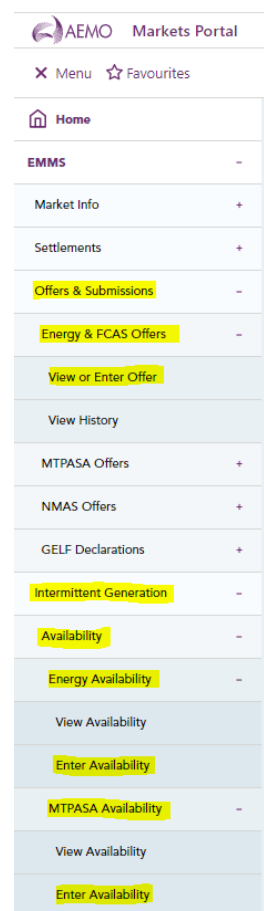 AEMO Markets Portal
× Menu ☆ Favourites
Home
EMMS -
Market Info +
Settlements +
Offers & Submissions -
Energy & FCAS Offers -
View or Enter Offer
View History
MTPASA Offers +
NMAS Offers +
GELF Declarations +
Intermittent Generation -
Availability -
Energy Availability -
View Availability
Enter Availability
MTPASA Availability -
View Availability
Enter Availability